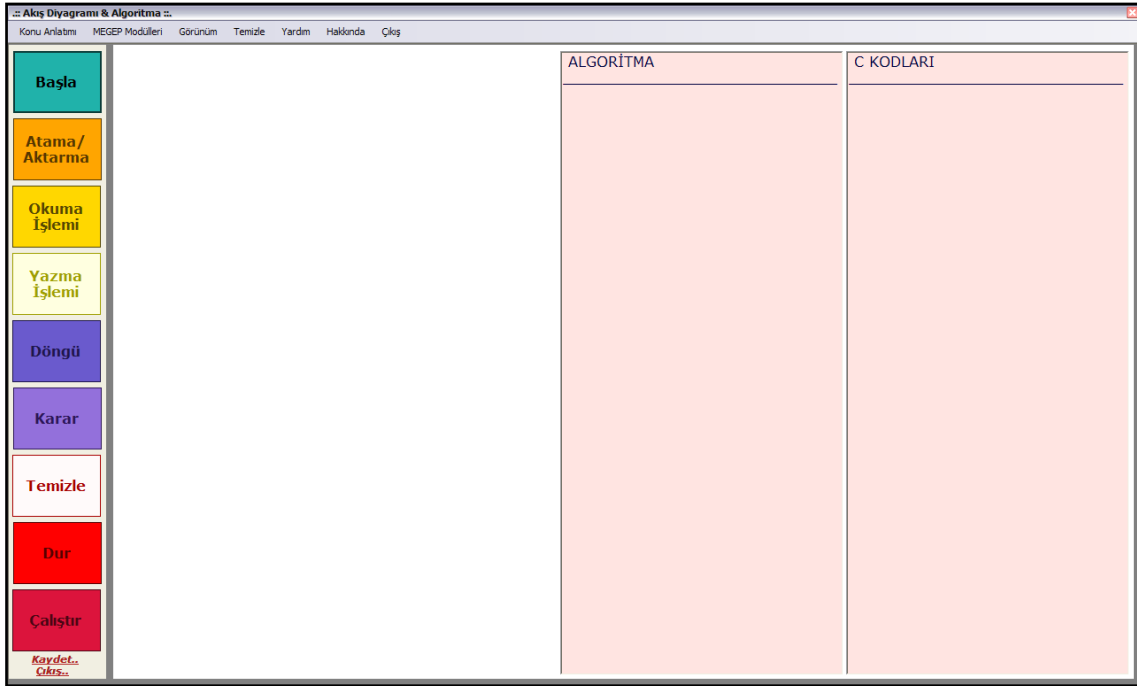 .:: Akış Diyagramı & Algoritma ::.
Konu Anlatımı MEGEP Modülleri Görünüm Temizle Yardım Hakkında Çıkış
Başla
Atama/
Aktarma
Okuma
İşlemi
Yazma
İşlemi
Döngü
Karar
Temizle
Dur
Çalıştır
Kaydet..
Çıkış..
ALGORİTMA
C KODLARI